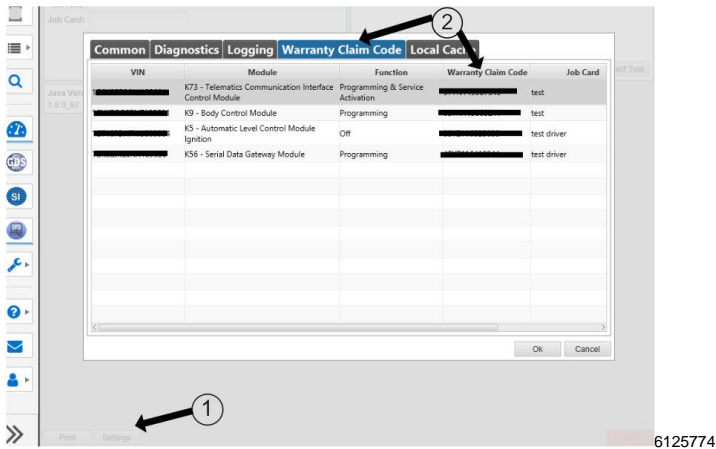 Job Card:
2
Common Diagnostics Logging Warranty Claim Code Local Cache
VIN Module Function Warranty Claim Code Job Card
K73 - Telematics Communication Interface Control Module Programming & Service Activation test
K9 - Body Control Module Programming test
K5 - Automatic Level Control Module Ignition Off test driver
K56 - Serial Data Gateway Module Programming test driver
Java Vers
1.8.0_92
ect Tool
GDS
SI
Ok Cancel
1
Print Settings
6125774